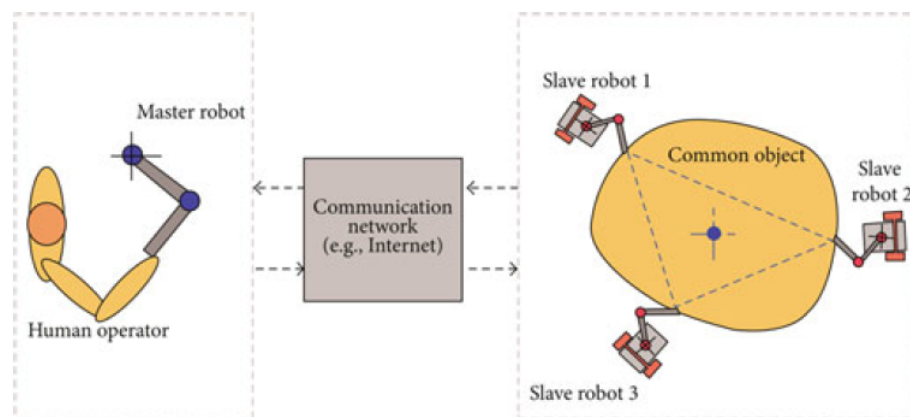 Master robot
Human operator
Communication
network
(e.g., Internet)
Slave robot 1
Common object
Slave
robot 2
Slave robot 3